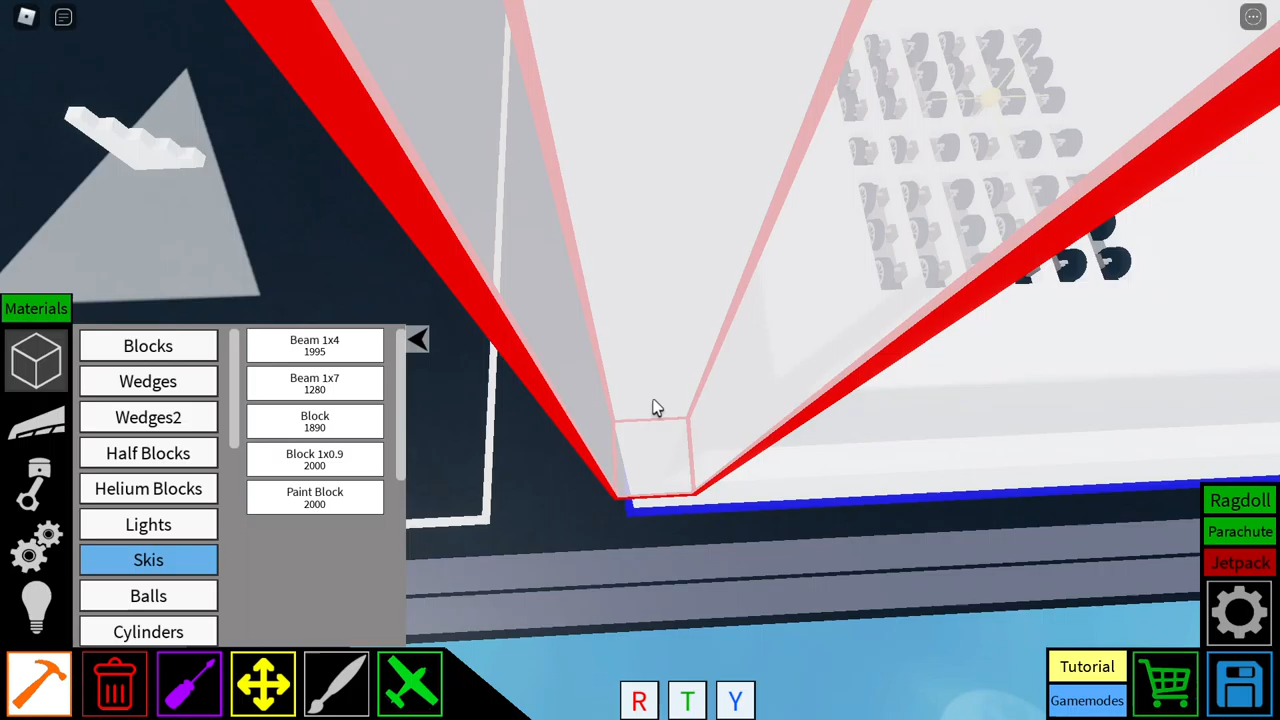 Materials
Blocks
Wedges
Wedges2
Half Blocks
Helium Blocks
Lights
Skis
Balls
Cylinders
Beam 1x4
1995
Beam 1x7
1280
Block
1890
Block 1x0.9
2000
Paint Block
2000
Ragdoll
Parachute
Jetpack
Tutorial
Gamemodes
R T Y